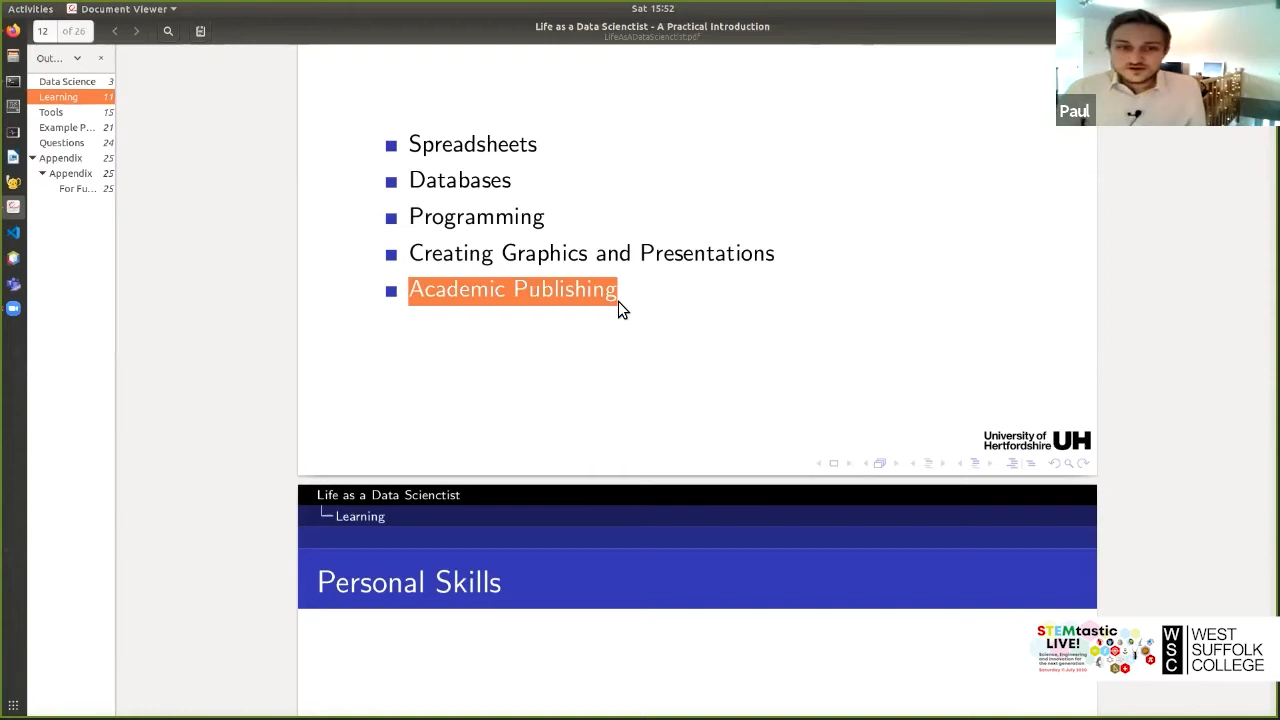 Activities
Document Viewer
Sat 15:52
12
of 26
Life as a Data Scienctist - A Practical Introduction
LifeAsADataScienctist.pdf
Out...
Data Science 3
Learning 11
Tools 15
Example P... 21
Questions 24
Appendix 25
Appendix 25
For Fu... 25
Paul
Spreadsheets
Databases
Programming
Creating Graphics and Presentations
Academic Publishing
University of
Hertfordshire UH
Life as a Data Scienctist
Learning
Personal Skills
STEMtastic
LIVE!
Science, Engineering
and Innovation for
the next generation
Saturday 11 July 2020
WSC
WEST
SUFFOLK
COLLEGE